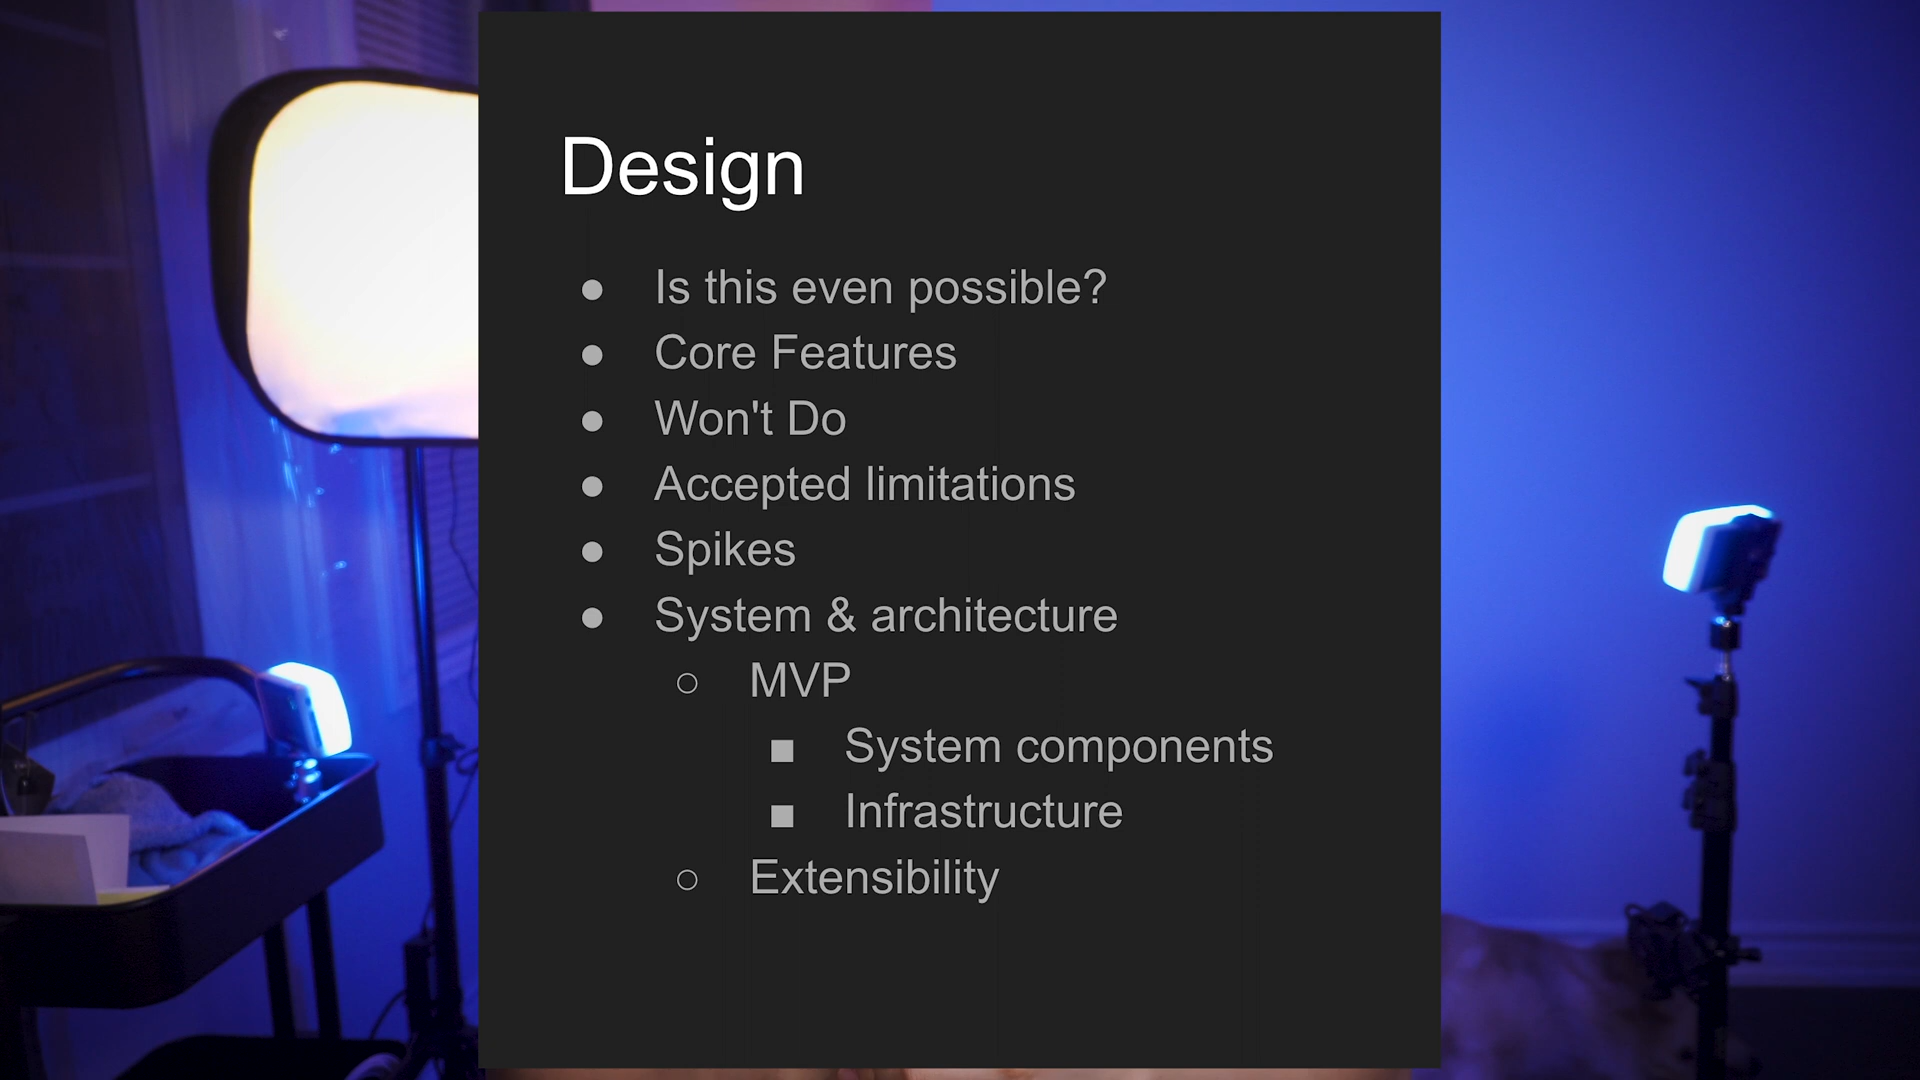 Design
● Is this even possible?
● Core Features
● Won't Do
● Accepted limitations
● Spikes
● System & architecture
○ MVP
■ System components
■ Infrastructure
○ Extensibility